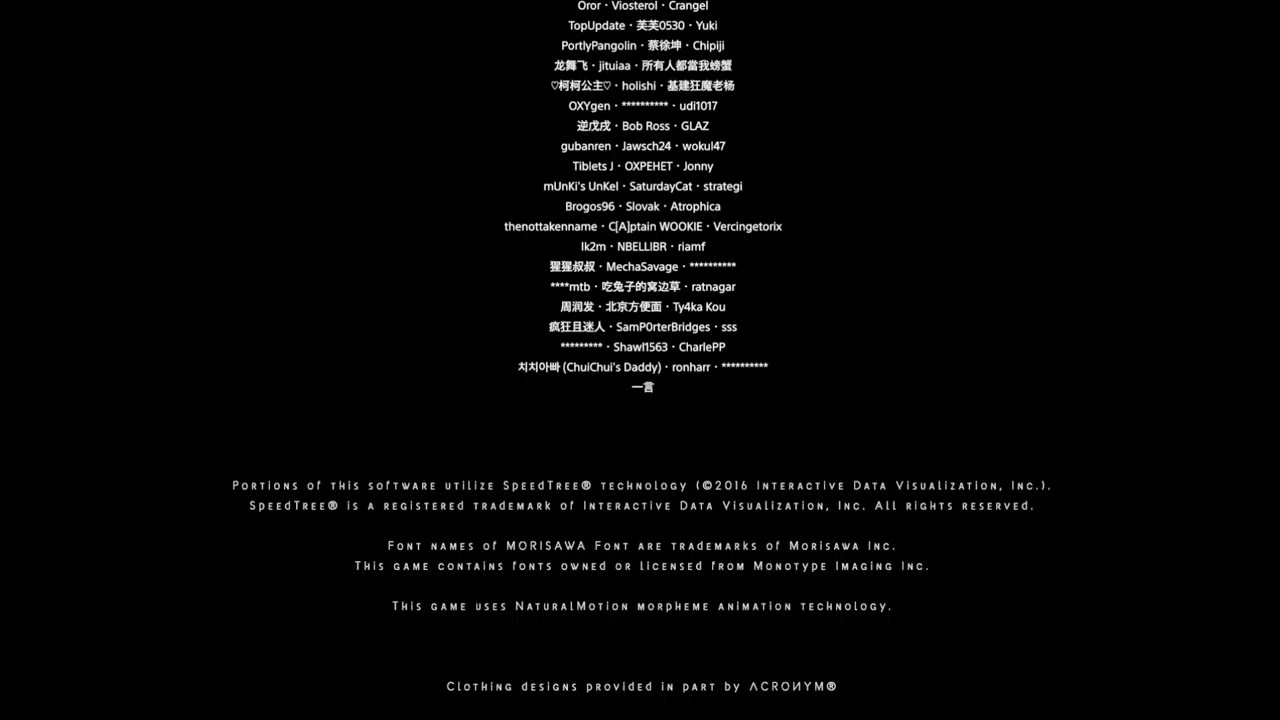 Oror・Viosterol・Crangel
TopUpdate・芙芙0530・Yuki
PortlyPangolin・蔡徐坤・Chipiji
龙舞飞・jituiaa・所有人都當我螃蟹
♡柯柯公主♡・holishi・基建狂魔老杨
OXYgen・**********・udi1017
逆戊戌・Bob Ross・GLAZ
gubanren・Jawsch24・wokul47
Tiblets J・OXPEHET・Jonny
mUnKi's UnKel・SaturdayCat・strategi
Brogos96・Slovak・Atrophica
thenottakenname・C[A]ptain WOOKIE・Vercingetorix
lk2m・NBELLIBR・riamf
猩猩叔叔・MechaSavage・**********
****mtb・吃兔子的窝边草・ratnagar
周润发・北京方便面・Ty4ka Kou
疯狂且迷人・SamP0rterBridges・sss
*********・Shawl1563・CharlePP
치치아빠 (ChuiChui's Daddy)・ronharr・**********
一言
Portions of this software utilize SpeedTree® technology (©2016 Interactive Data Visualization, Inc.).
SpeedTree® is a registered trademark of Interactive Data Visualization, Inc. All rights reserved.
Font names of MORISAWA Font are trademarks of Morisawa Inc.
This game contains fonts owned or licensed from Monotype Imaging Inc.
This game uses NaturalMotion morpheme animation technology.
Clothing designs provided in part by ACRONYM®